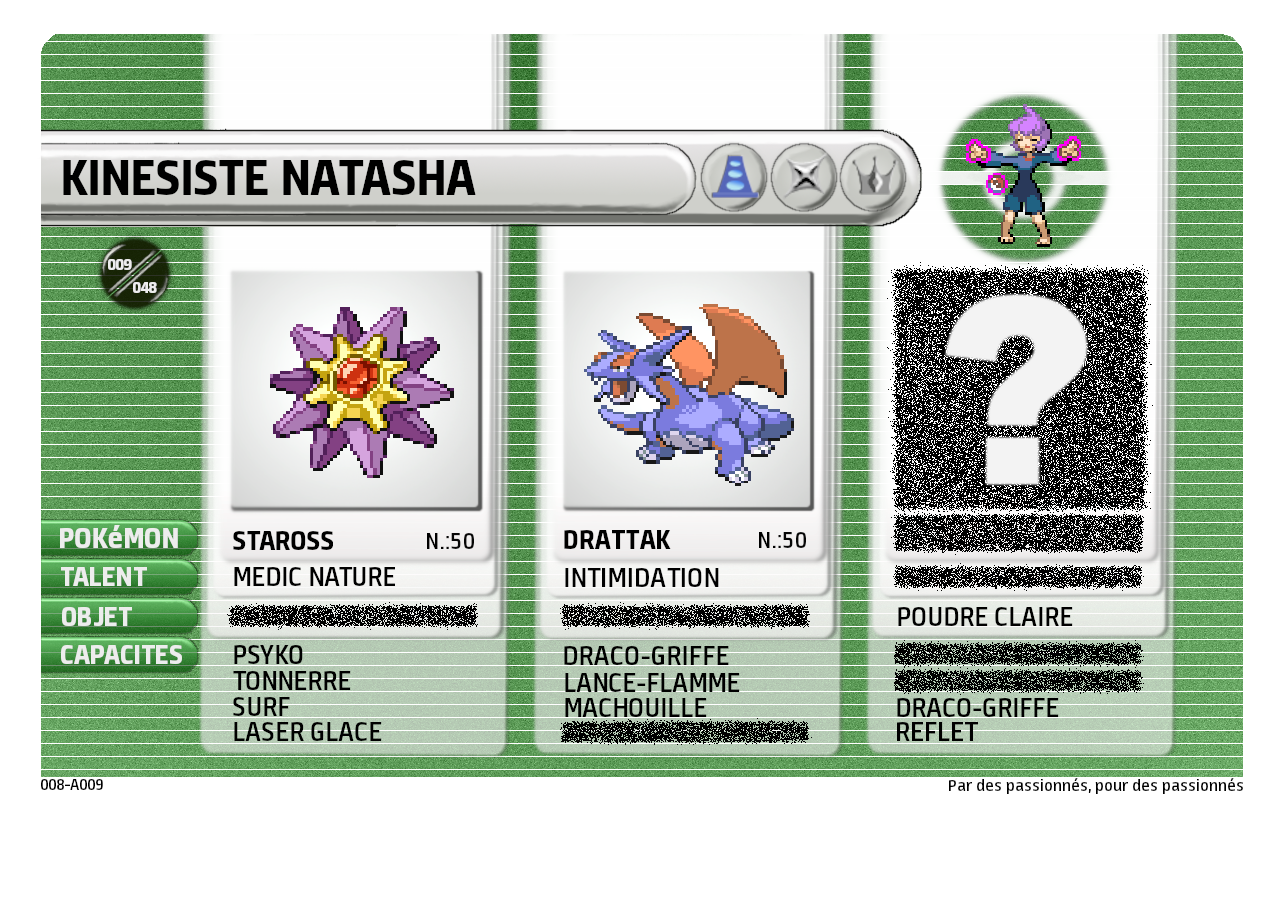 KINESISTE NATASHA
009
048
?
POKéMON
STAROSS N.:50
DRATTAK N.:50
TALENT
MEDIC NATURE
INTIMIDATION
OBJET
POUDRE CLAIRE
CAPACITES
PSYKO
TONNERRE
SURF
LASER GLACE
DRACO-GRIFFE
LANCE-FLAMME
MACHOUILLE
DRACO-GRIFFE
REFLET
008-A009
Par des passionnés, pour des passionnés